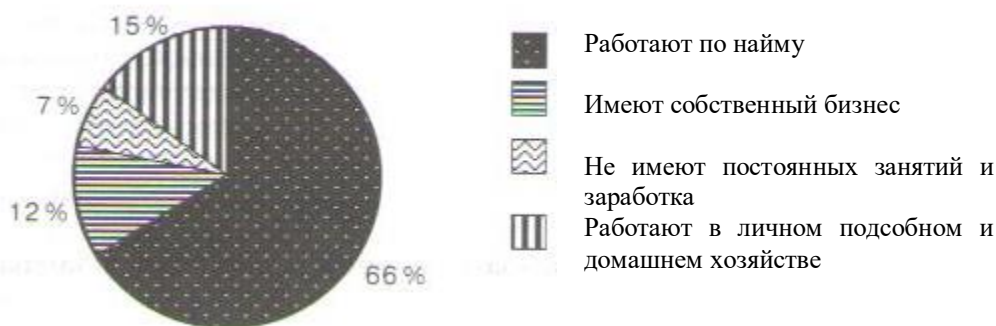 15 %
7 %
12 %
66 %
Работают по найму
Имеют собственный бизнес
Не имеют постоянных занятий и
заработка
Работают в личном подсобном и
домашнем хозяйстве